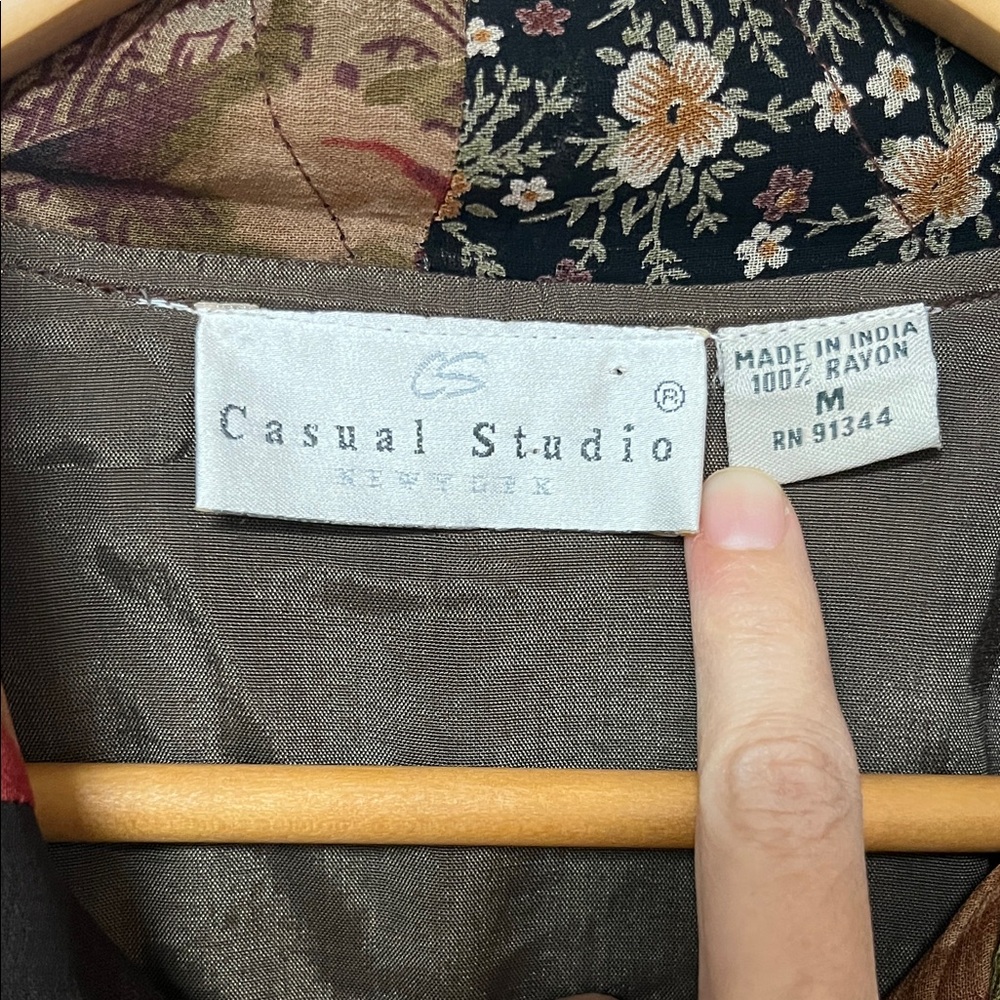 CS
®
Casual Studio
NEW YORK
MADE IN INDIA
100% RAYON
M
RN 91344